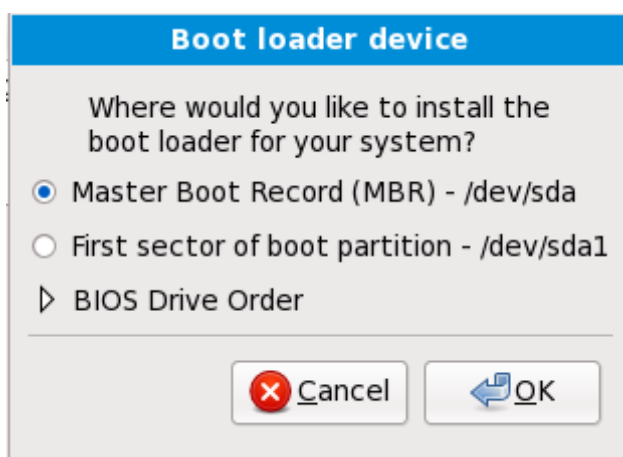 Boot loader device
Where would you like to install the
boot loader for your system?
Master Boot Record (MBR) - /dev/sda
First sector of boot partition - /dev/sda1
BIOS Drive Order
Cancel
OK